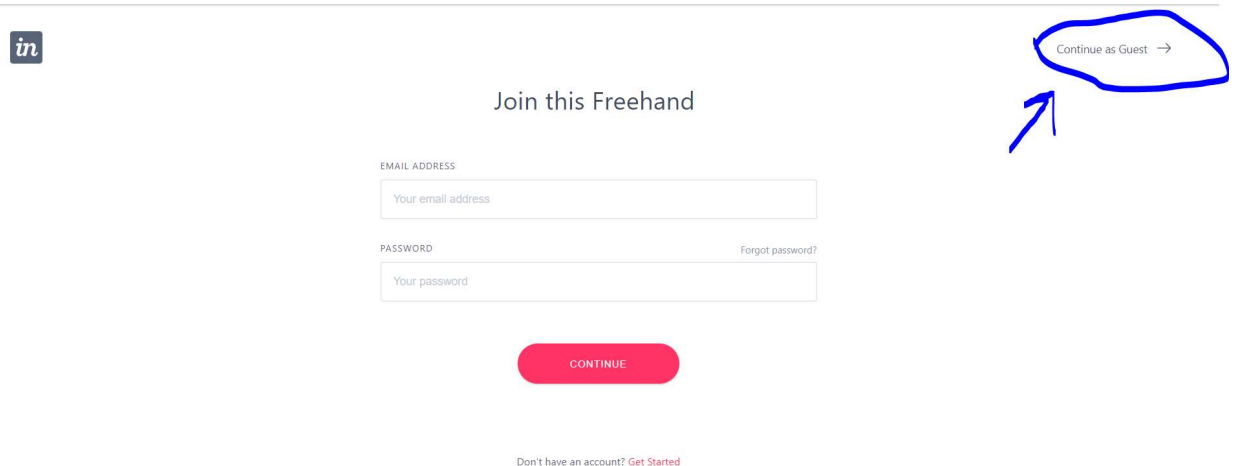 in
Continue as Guest →
Join this Freehand
EMAIL ADDRESS
Your email address
PASSWORD
Forgot password?
Your password
CONTINUE
Don't have an account? Get Started